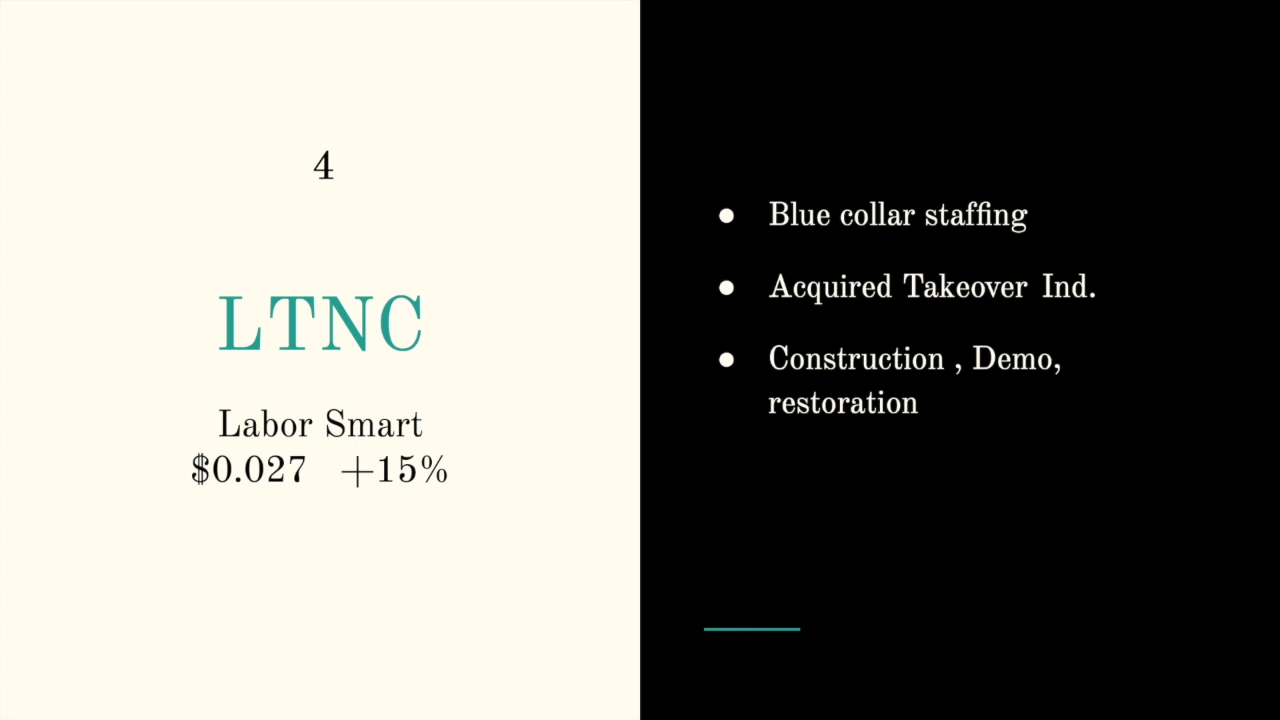 4
LTNC
Labor Smart
$0.027 +15%
● Blue collar staffing
● Acquired Takeover Ind.
● Construction , Demo,
restoration